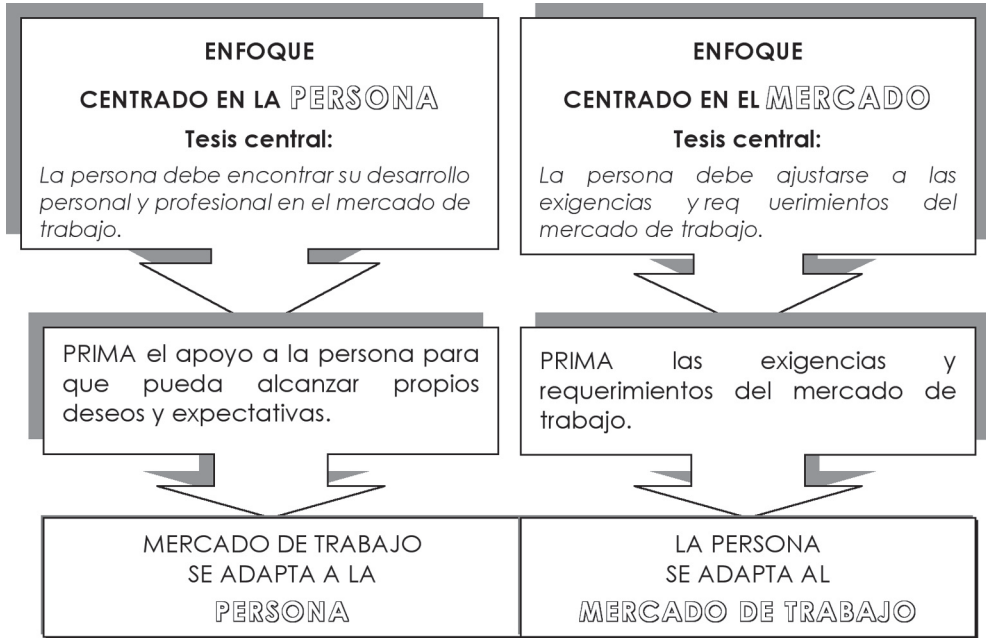 ENFOQUE
CENTRADO EN LA PERSONA
Tesis central:
La persona debe encontrar su desarrollo
personal y profesional en el mercado de
trabajo.
ENFOQUE
CENTRADO EN EL MERCADO
Tesis central:
La persona debe ajustarse a las
exigencias y req uerimientos del
mercado de trabajo.
PRIMA el apoyo a la persona para
que pueda alcanzar propios
deseos y expectativas.
PRIMA las exigencias y
requerimientos del mercado de
trabajo.
MERCADO DE TRABAJO
SE ADAPTA A LA
PERSONA
LA PERSONA
SE ADAPTA AL
MERCADO DE TRABAJO